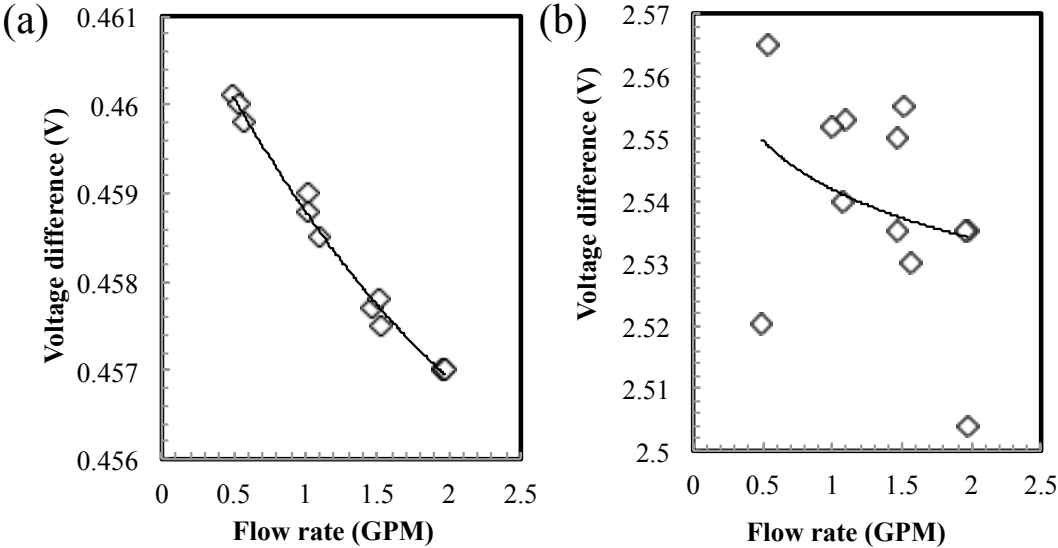 (a)
Voltage difference (V)
0.461
0.46
0.459
0.458
0.457
0.456
0 0.5 1 1.5 2 2.5
Flow rate (GPM)
(b)
Voltage difference (V)
2.57
2.56
2.55
2.54
2.53
2.52
2.51
2.5
0 0.5 1 1.5 2 2.5
Flow rate (GPM)